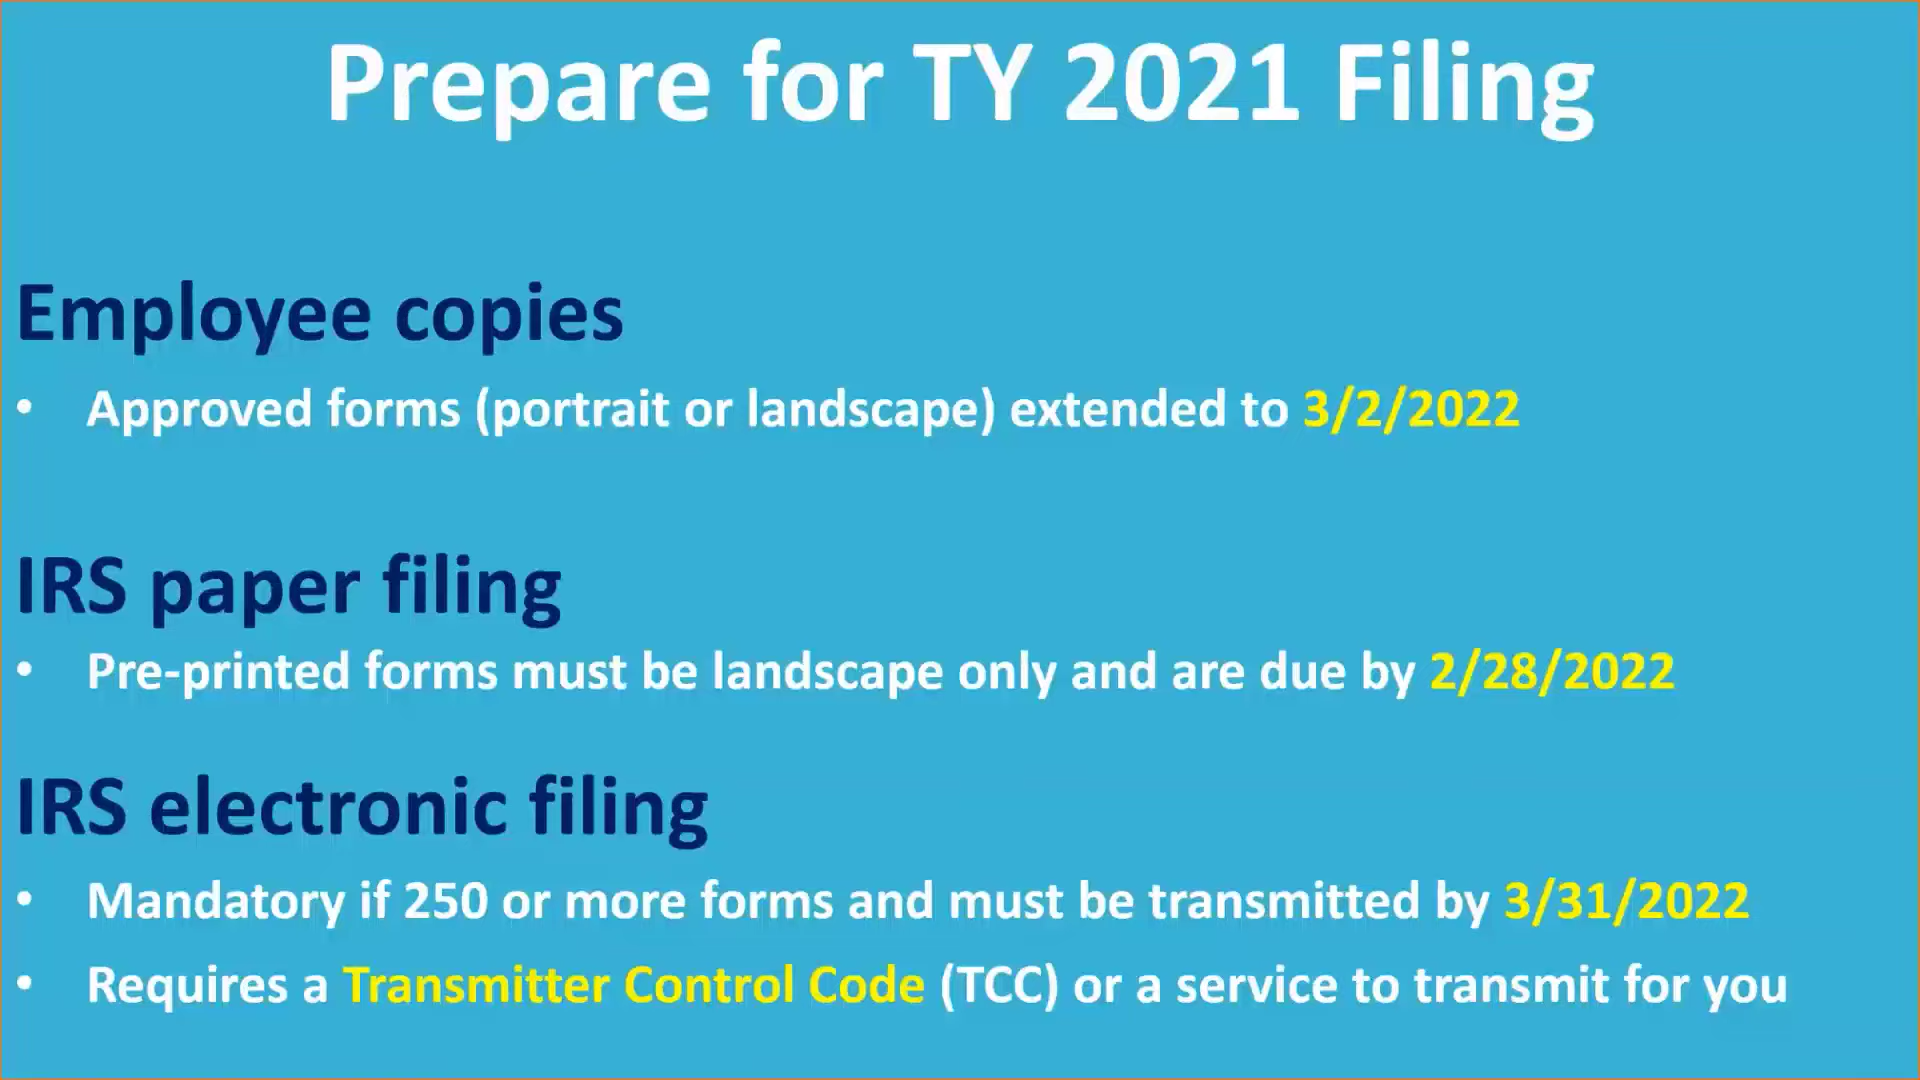 Prepare for TY 2021 Filing
Employee copies
• Approved forms (portrait or landscape) extended to 3/2/2022
IRS paper filing
• Pre-printed forms must be landscape only and are due by 2/28/2022
IRS electronic filing
• Mandatory if 250 or more forms and must be transmitted by 3/31/2022
• Requires a Transmitter Control Code (TCC) or a service to transmit for you